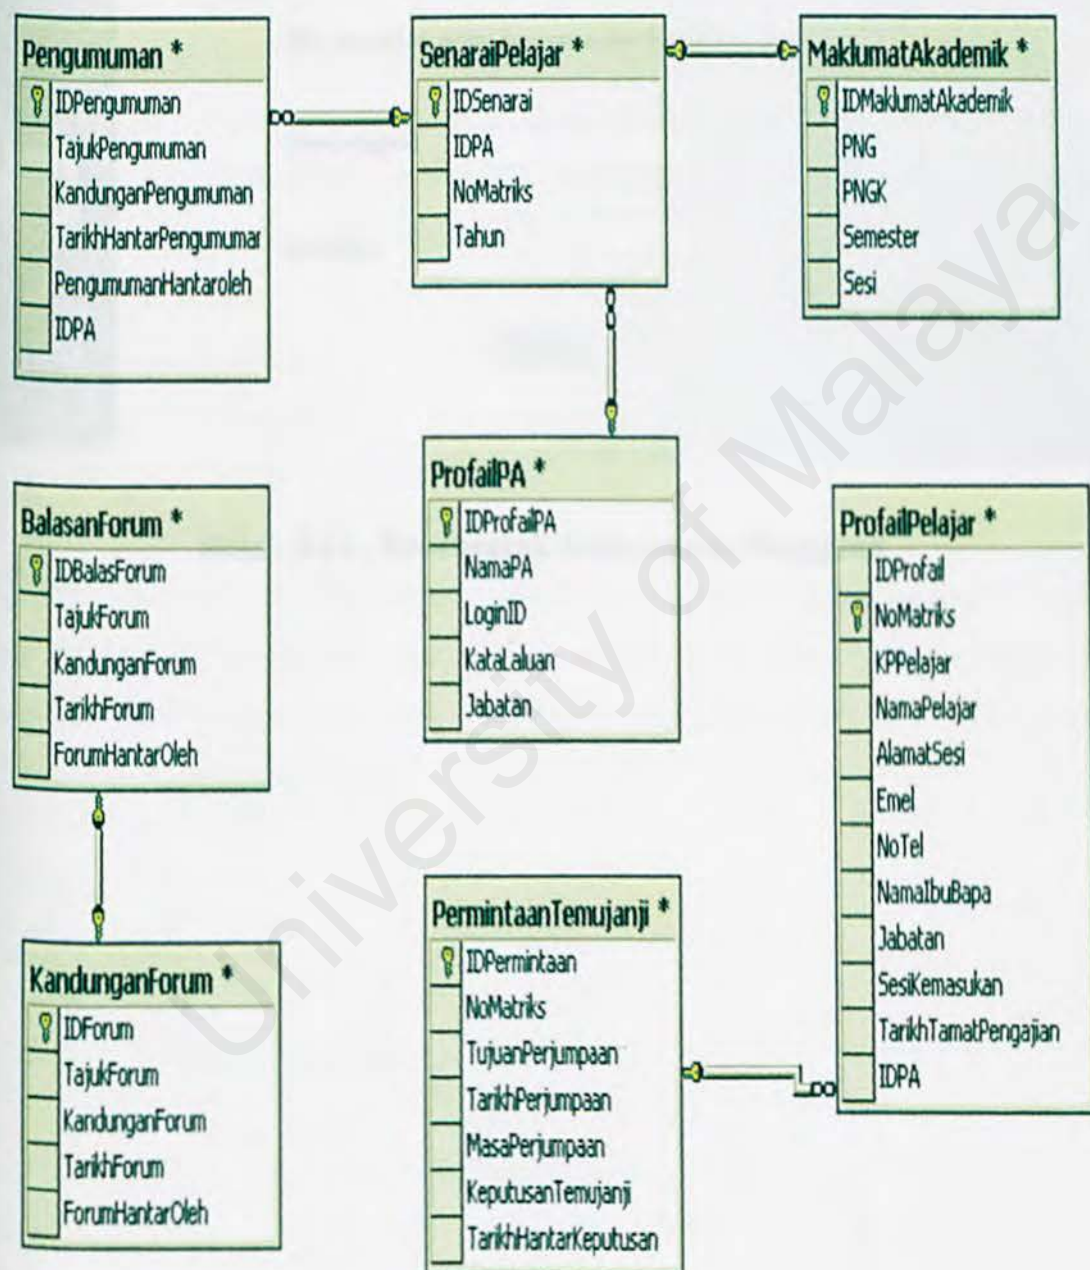 Pengumuman *
IDPengumuman
TajukPengumuman
KandunganPengumuman
TarikhHantarPengumumar
PengumumanHantaroleh
IDPA
SenaraiPelajar *
IDSenarai
IDPA
NoMatriks
Tahun
MaklumatAkademik *
IDMaklumatAkademik
PNG
PNGK
Semester
Sesi
ProfailPA *
IDProfailPA
NamaPA
LoginID
KataLaluan
Jabatan
BalasanForum *
IDBalasForum
TajukForum
KandunganForum
TarikhForum
ForumHantarOleh
ProfailPelajar *
IDProfail
NoMatriks
KPPelajar
NamaPelajar
AlamatSesi
Emel
NoTel
NamaIbuBapa
Jabatan
SesiKemasukan
TarikhTamatPengajian
IDPA
KandunganForum *
IDForum
TajukForum
KandunganForum
TarikhForum
ForumHantarOleh
PermintaanTemujanji *
IDPermintaan
NoMatriks
TujuanPerjumpaan
TarikhPerjumpaan
MasaPerjumpaan
KeputusanTemujanji
TarikhHantarKeputusan
University of Malaya